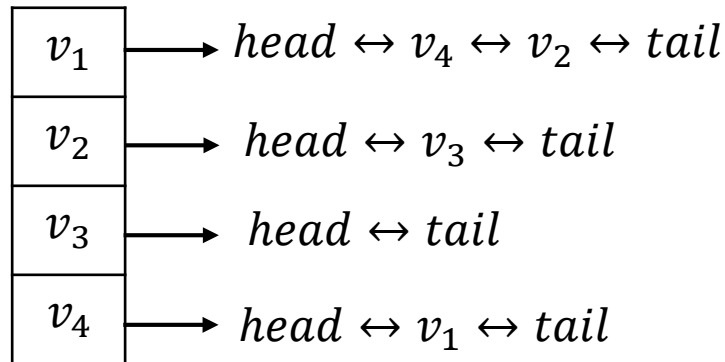 v₁ → head ↔ v₄ ↔ v₂ ↔ tail
v₂ → head ↔ v₃ ↔ tail
v₃ → head ↔ tail
v₄ → head ↔ v₁ ↔ tail